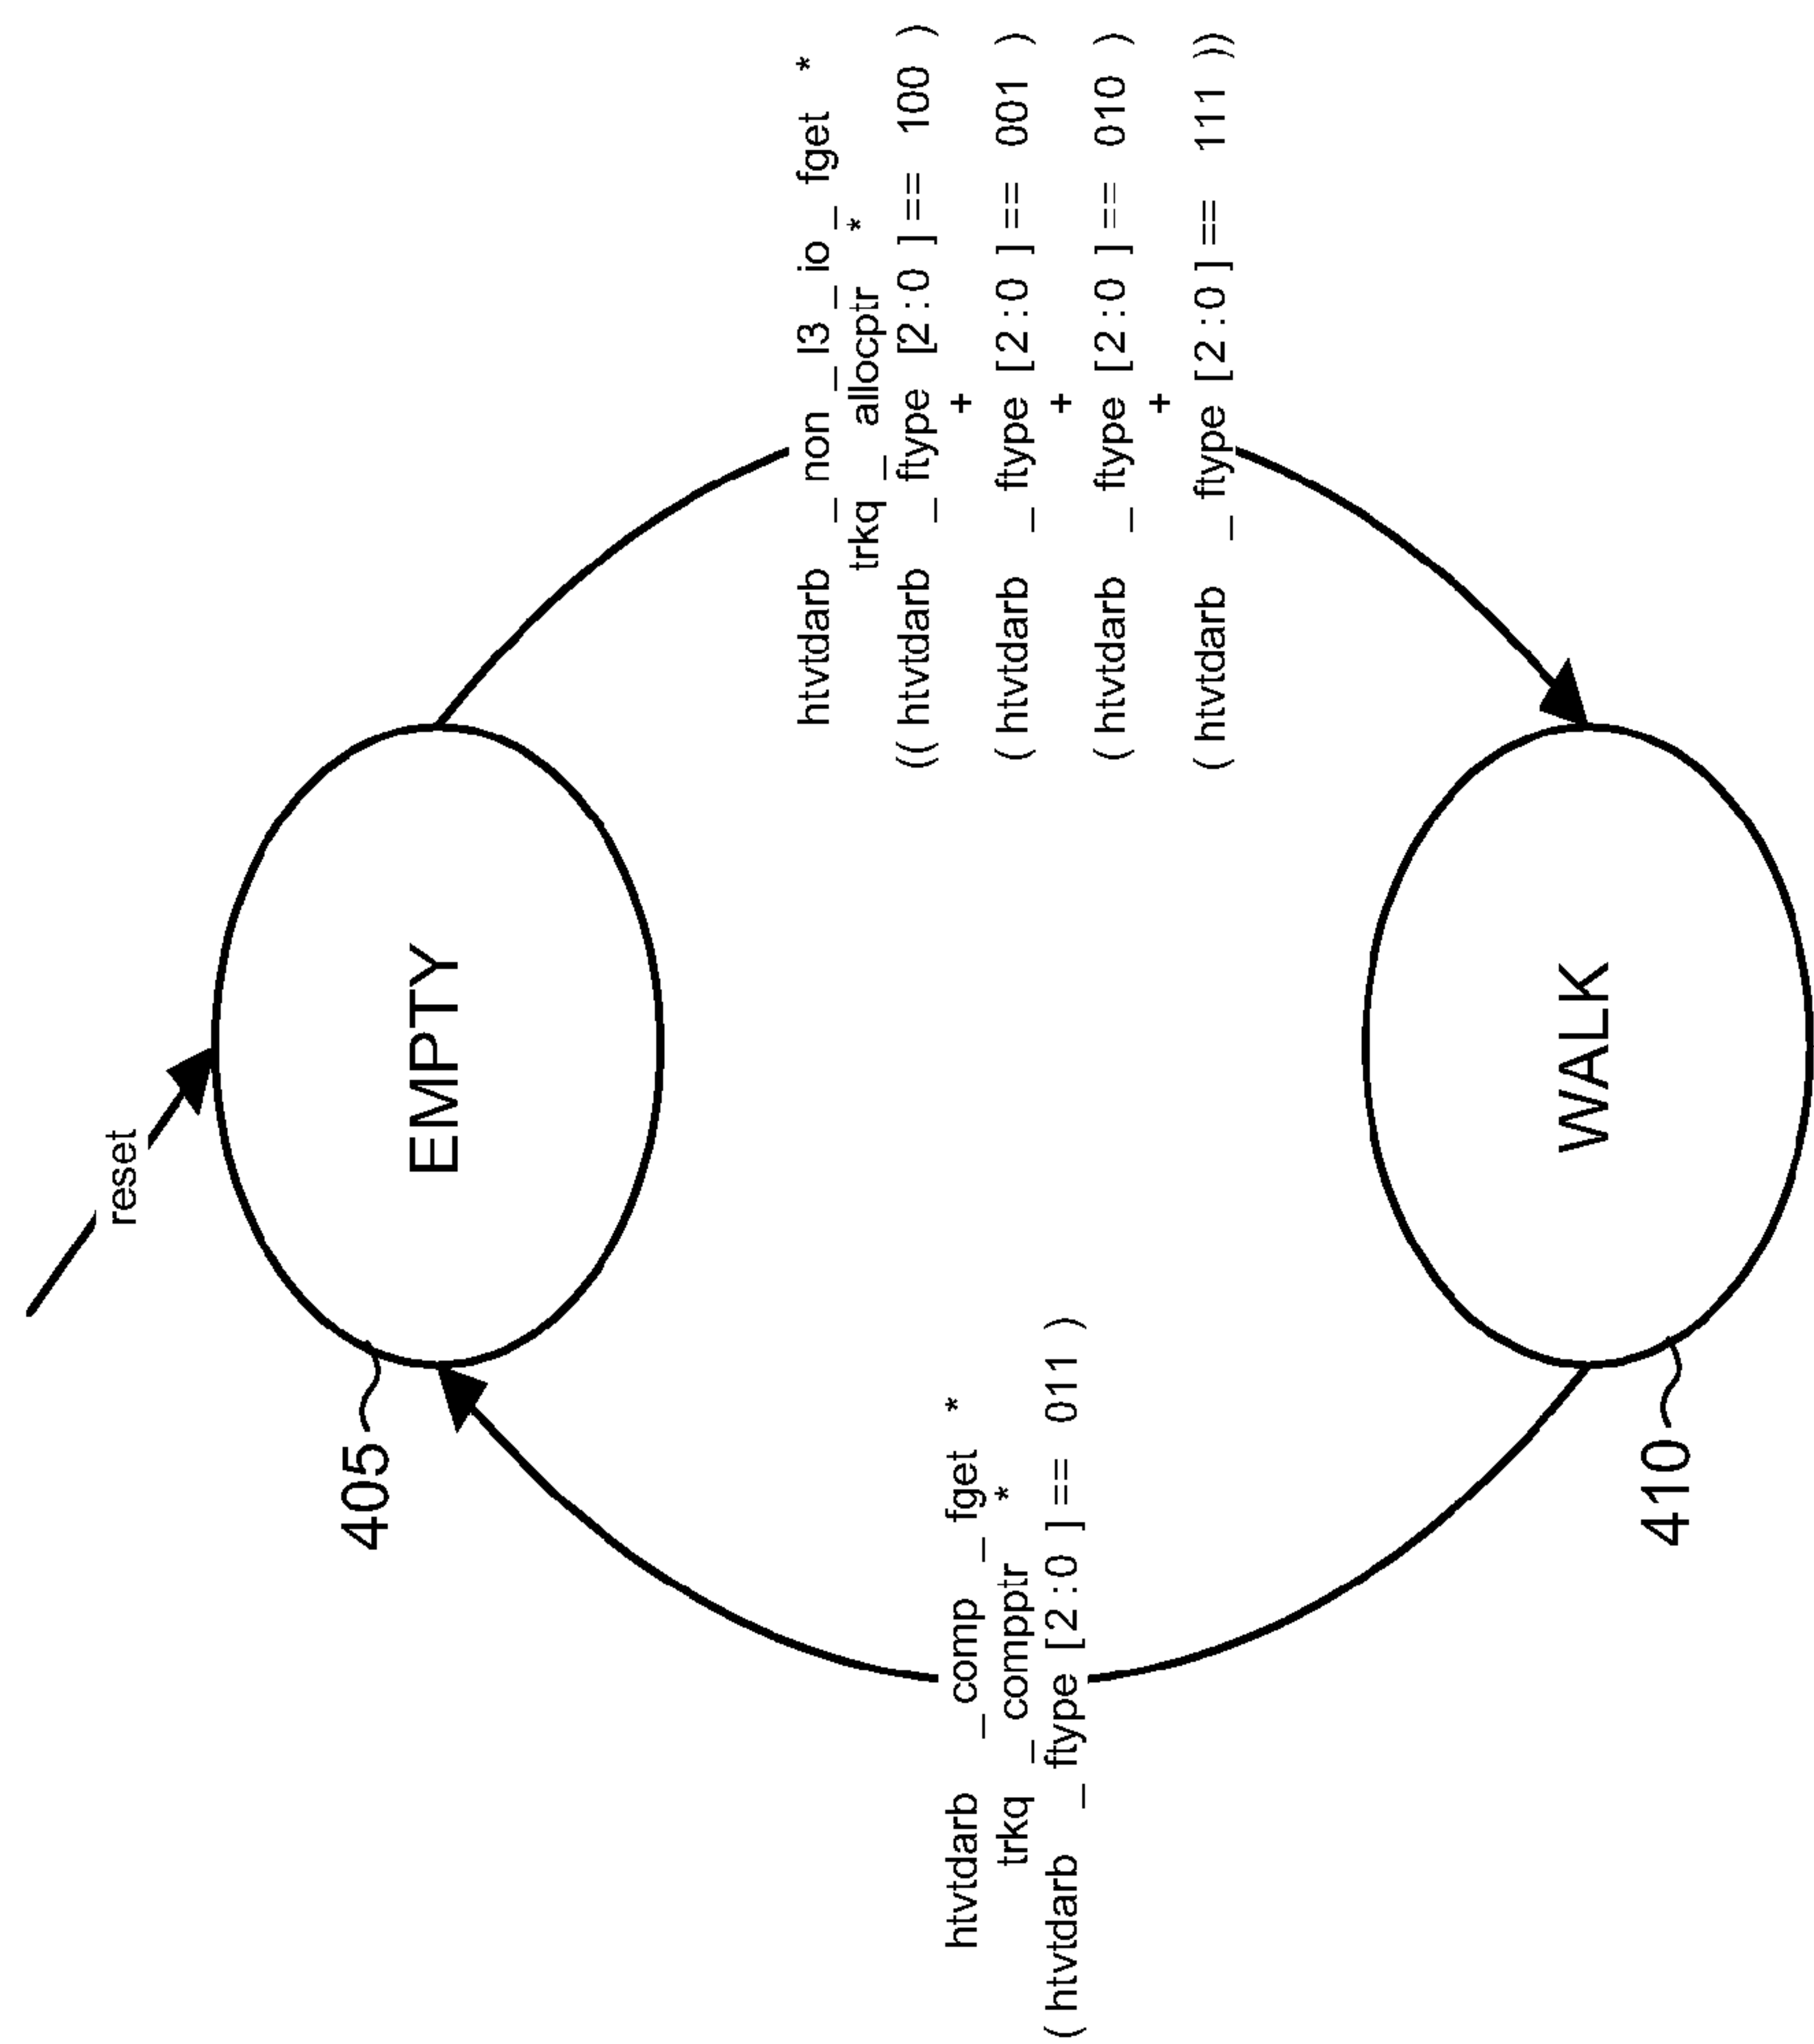 reset
405
EMPTY
htvtdarb _ comp _ fget *
trkq _ compptr *
( htvtdarb _ ftype [ 2 : 0 ] == 011 )
htvtdarb _ non _ l3 _ io _ fget *
trkq _ allocptr *
(( htvtdarb _ ftype [2 : 0 ] == 100 )
+
( htvtdarb _ ftype [ 2 : 0 ] == 001 )
+
( htvtdarb _ ftype [ 2 : 0 ] == 010 )
+
( htvtdarb _ ftype [ 2 : 0 ] == 111 ))
410
WALK